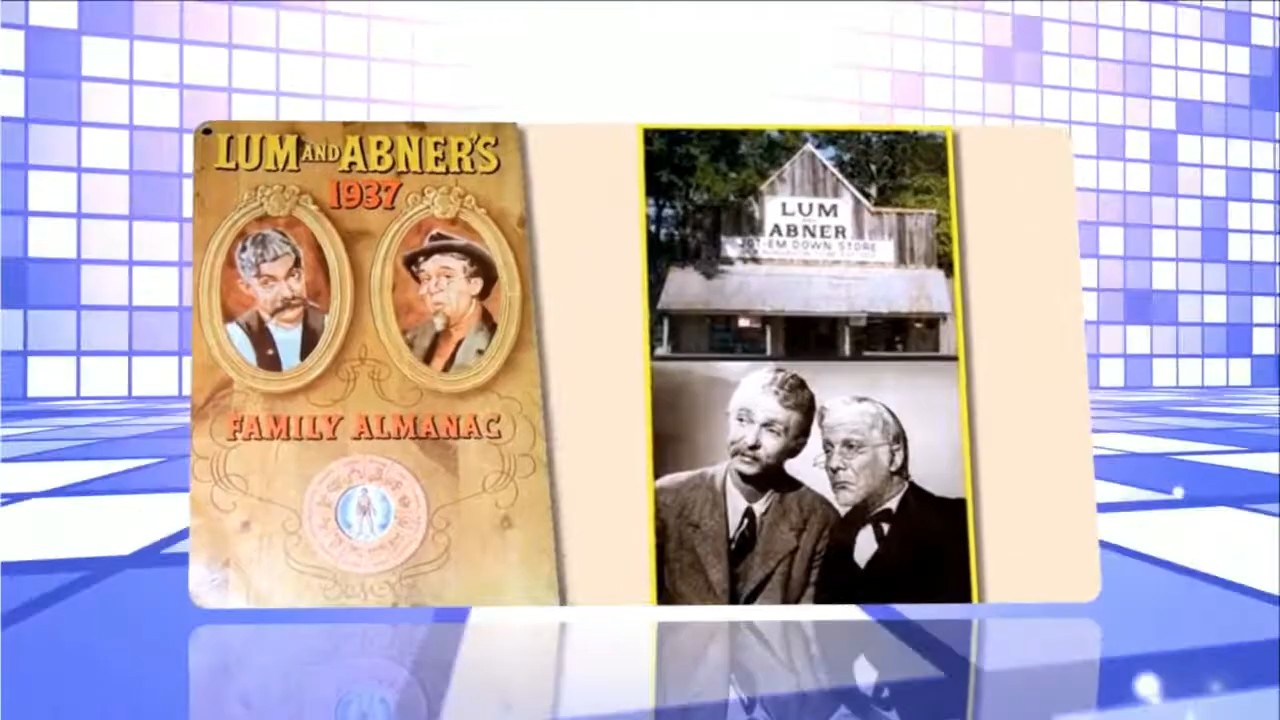 LUM AND ABNER'S
1937
FAMILY ALMANAC
LUM
AND
ABNER
JOT-EM DOWN STORE